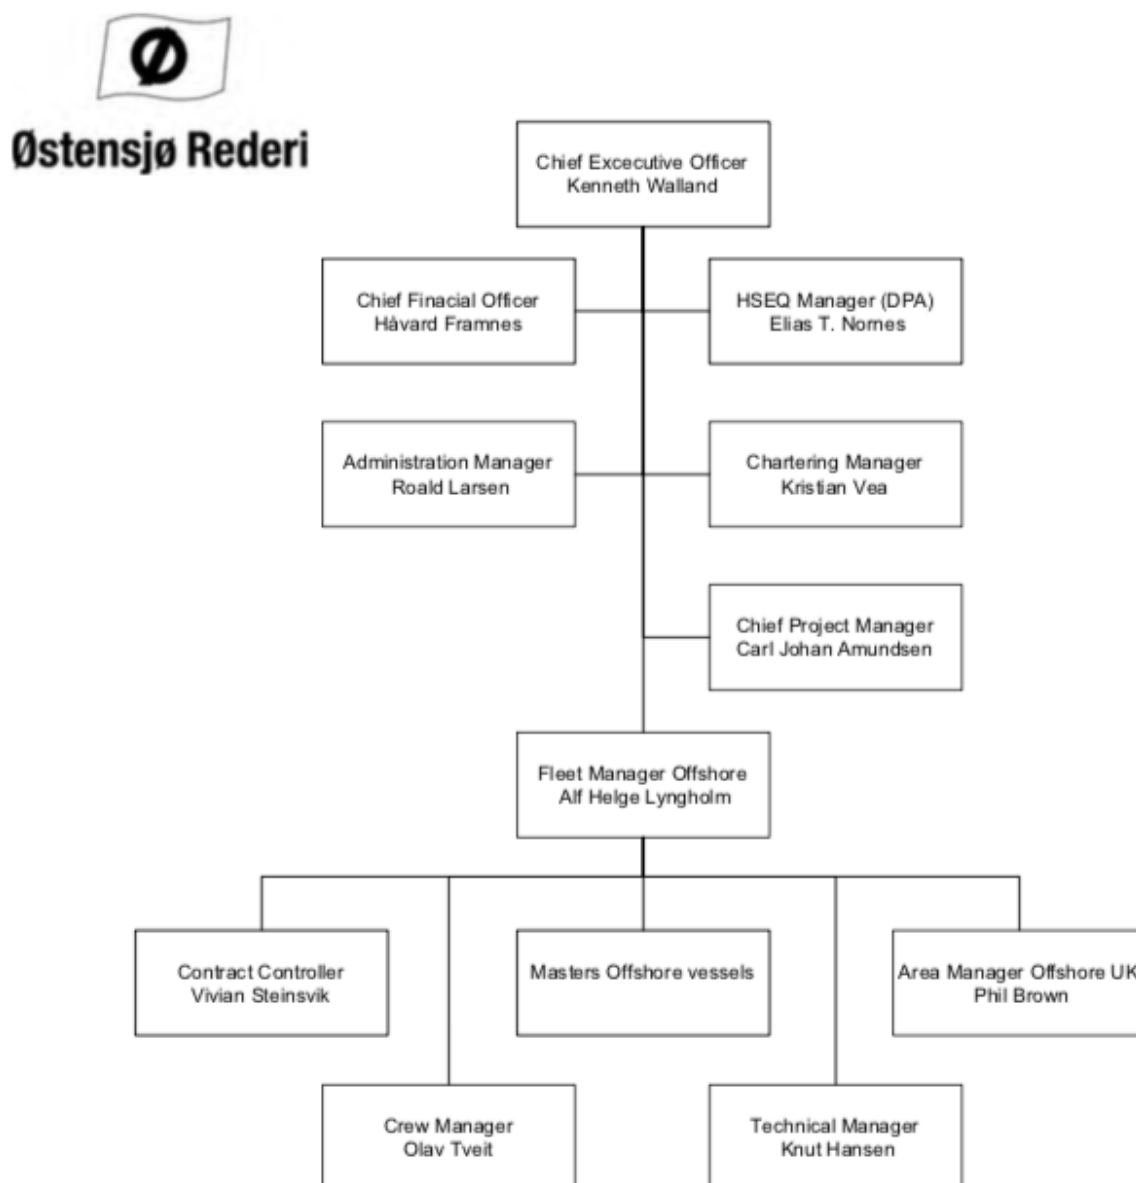 Østensjø Rederi
Chief Excecutive Officer
Kenneth Walland
Chief Finacial Officer
Håvard Framnes
HSEQ Manager (DPA)
Elias T. Nornes
Administration Manager
Roald Larsen
Chartering Manager
Kristian Vea
Chief Project Manager
Carl Johan Amundsen
Fleet Manager Offshore
Alf Helge Lyngholm
Contract Controller
Vivian Steinsvik
Masters Offshore vessels
Area Manager Offshore UK
Phil Brown
Crew Manager
Olav Tveit
Technical Manager
Knut Hansen